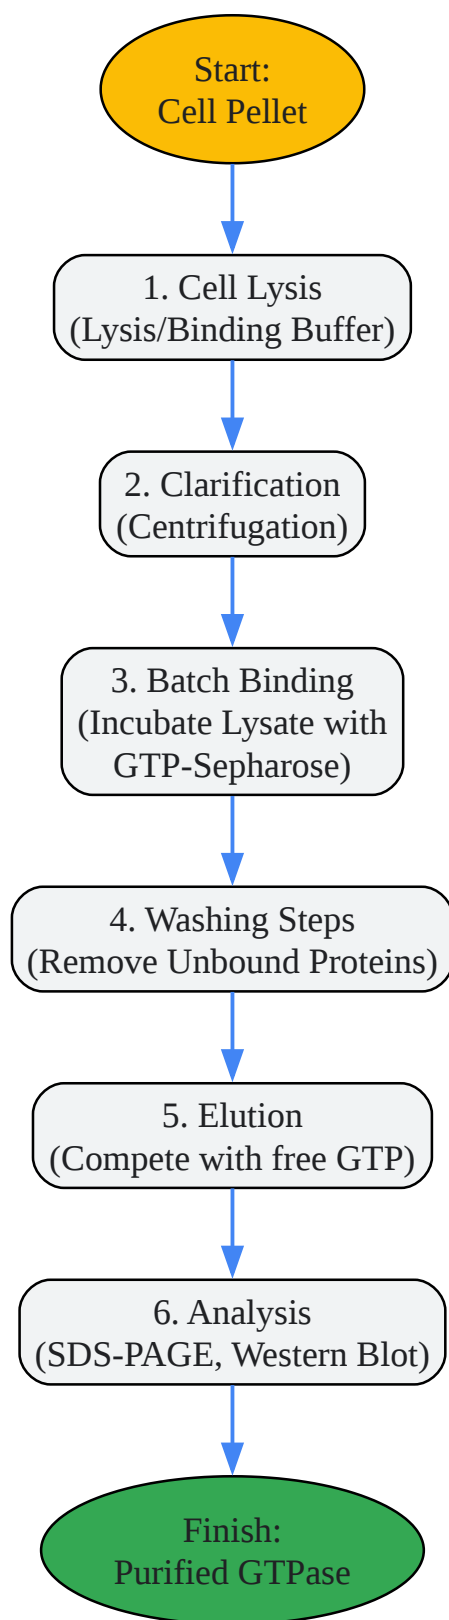 Start:
Cell Pellet
1. Cell Lysis
(Lysis/Binding Buffer)
2. Clarification
(Centrifugation)
3. Batch Binding
(Incubate Lysate with
GTP-Sepharose)
4. Washing Steps
(Remove Unbound Proteins)
5. Elution
(Compete with free GTP)
6. Analysis
(SDS-PAGE, Western Blot)
Finish:
Purified GTPase